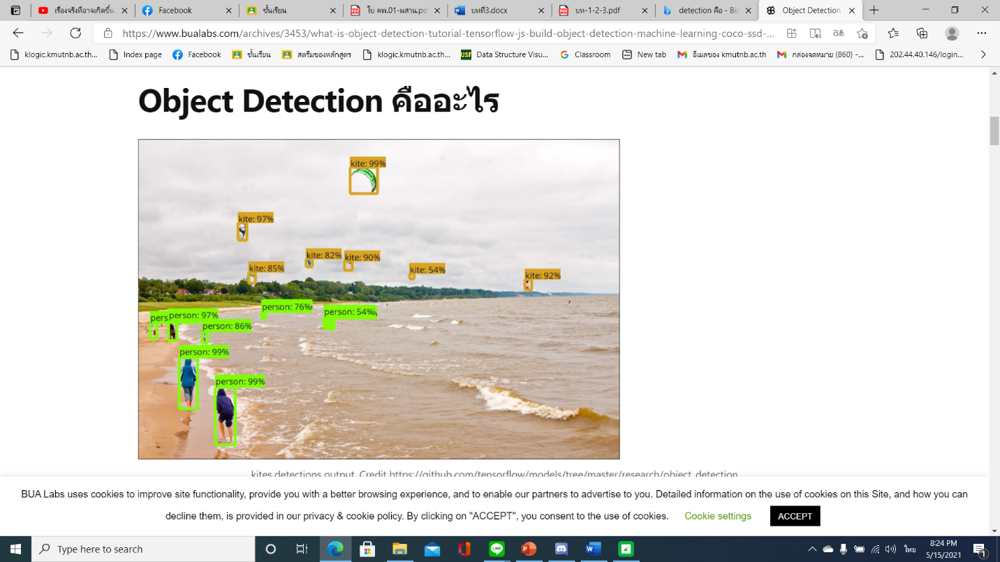 เรื่องจริงที่อาจเกิดขึ้น
Facebook
ชั้นเรียน
ใบ คพ.01-ผสาน.pd
บทที่3.docx
บท-1-2-3.pdf
detection คือ - Bin
Object Detection
https://www.bualabs.com/archives/3453/what-is-object-detection-tutorial-tensorflow-js-build-object-detection-machine-learning-coco-ssd-...
klogic.kmutnb.ac.th...
Index page
Facebook
ชั้นเรียน
สตรีมของหลักสูตร
klogic.kmutnb.ac.th...
USF
Data Structure Visu...
Classroom
New tab
อีเมลของ kmutnb.ac.th
กล่องจดหมาย (860) -...
202.44.40.146/login...
Object Detection คืออะไร
kite: 99%
kite: 97%
kite: 82%
kite: 90%
kite: 85%
kite: 54%
kite: 92%
person: 76%
person: 54%
pers
person: 97%
person: 86%
person: 99%
person: 99%
kites detections output. Credit https://github.com/tensorflow/models/tree/master/research/object_detection
BUA Labs uses cookies to improve site functionality, provide you with a better browsing experience, and to enable our partners to advertise to you. Detailed information on the use of cookies on this Site, and how you can
decline them, is provided in our privacy & cookie policy. By clicking on "ACCEPT", you consent to the use of cookies.
Cookie settings
ACCEPT
Type here to search
ไทย
8:24 PM
5/15/2021
1